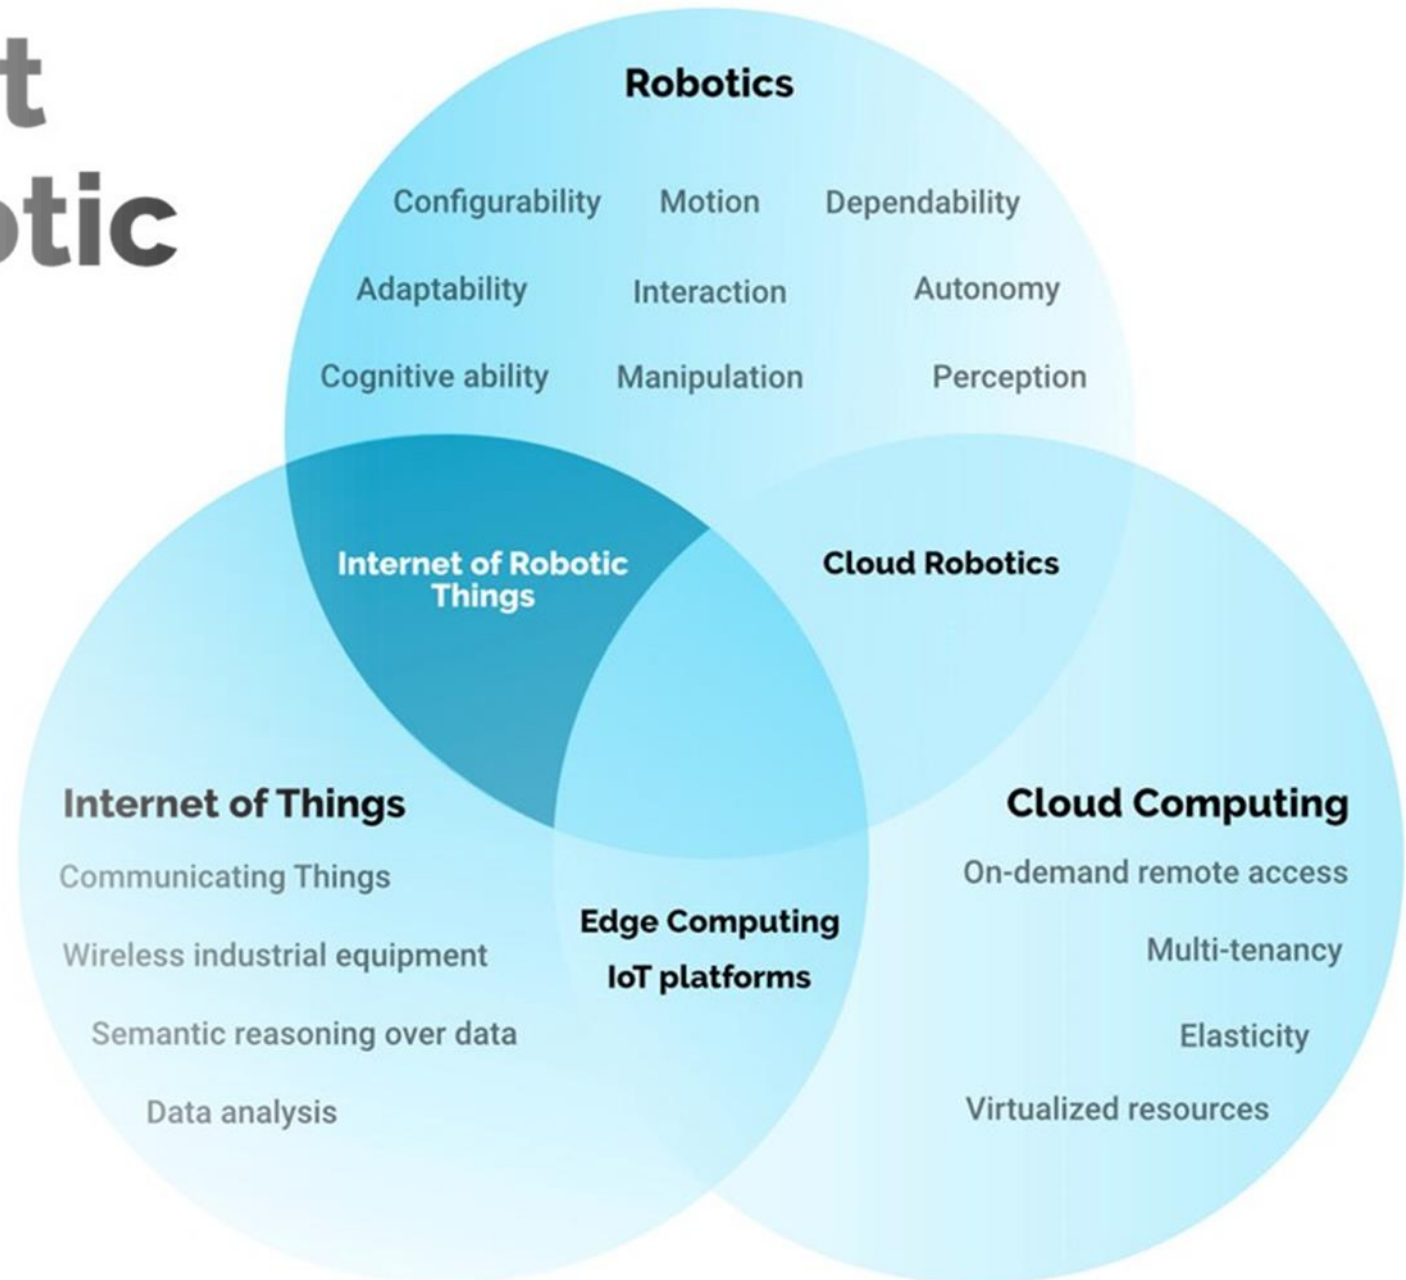 t
otic
Robotics
Configurability Motion Dependability
Adaptability Interaction Autonomy
Cognitive ability Manipulation Perception
Internet of Robotic
Things
Cloud Robotics
Internet of Things
Communicating Things
Wireless industrial equipment
Semantic reasoning over data
Data analysis
Edge Computing
IoT platforms
Cloud Computing
On-demand remote access
Multi-tenancy
Elasticity
Virtualized resources